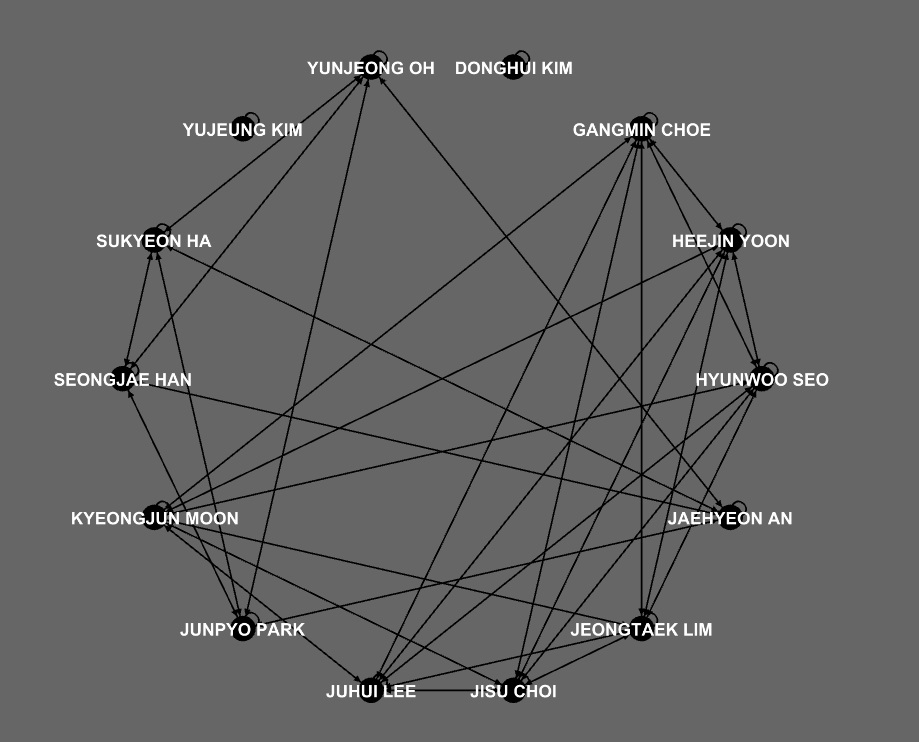 YUNJEONG OH
DONGHUI KIM
YUJEUNG KIM
GANGMIN CHOE
SUKYEON HA
HEEJIN YOON
SEONGJAE HAN
HYUNWOO SEO
KYEONGJUN MOON
JAEHYEON AN
JUNPYO PARK
JEONGTAEK LIM
JUHUI LEE
JISU CHOI